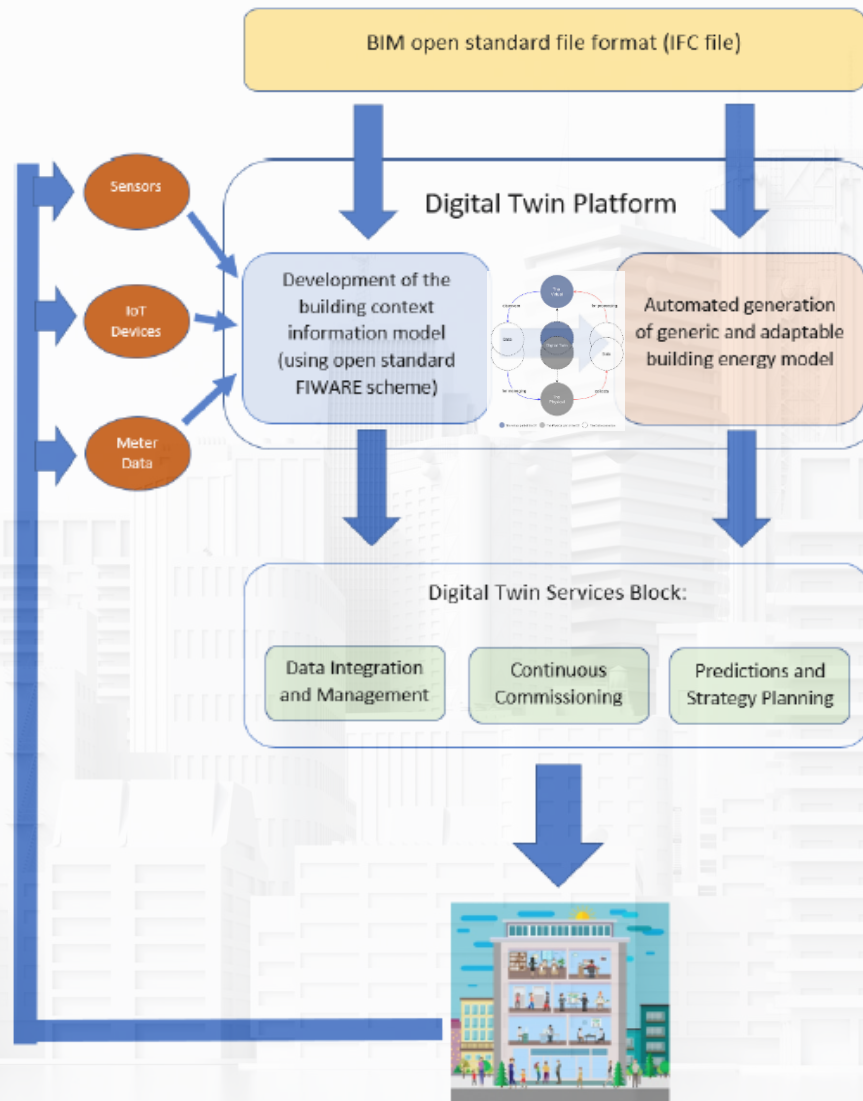 BIM open standard file format (IFC file)
Sensors
Digital Twin Platform
Development of the
building context
information model
(using open standard
FIWARE scheme)
Automated generation
of generic and adaptable
building energy model
IoT
Devices
Meter
Data
Digital Twin Services Block:
Data Integration
and Management
Continuous
Commissioning
Predictions and
Strategy Planning